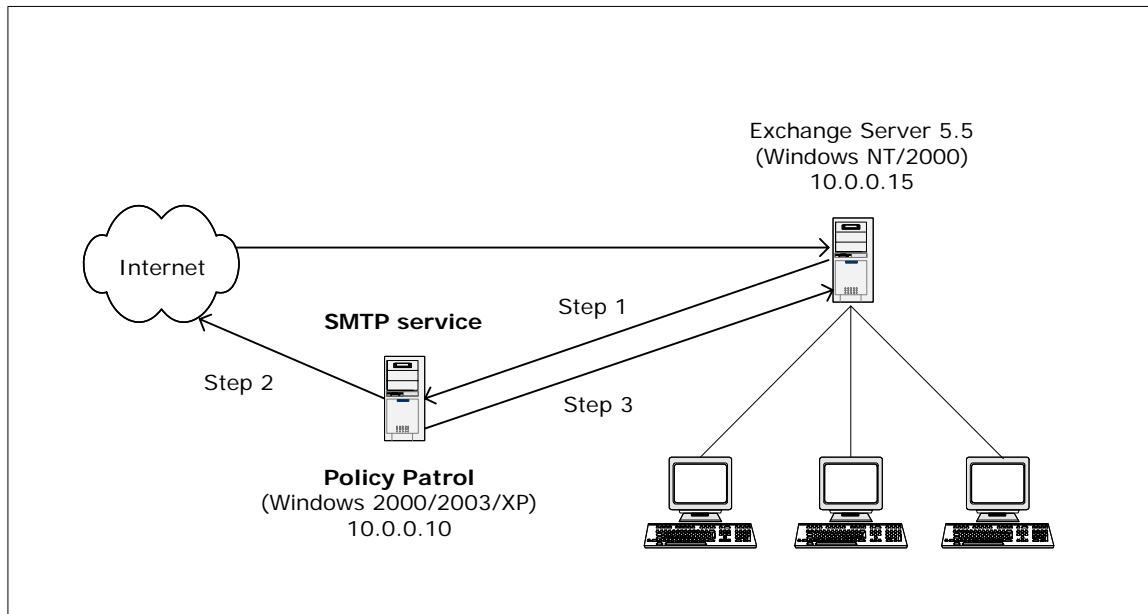 Exchange Server 5.5
(Windows NT/2000)
10.0.0.15
Internet
Step 1
SMTP service
Step 2
Step 3
Policy Patrol
(Windows 2000/2003/XP)
10.0.0.10